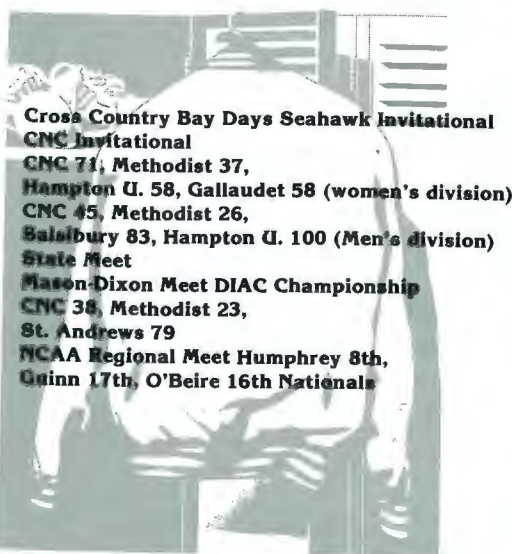 Cross Country Bay Days Seahawk Invitational
CNC Invitational
CNC 71, Methodist 37,
Hampton U. 58, Gallaudet 58 (women's division)
CNC 45, Methodist 26,
Salsibury 83, Hampton U. 100 (Men's division)
State Meet
Mason-Dixon Meet DIAC Championship
CNC 38, Methodist 23,
St. Andrews 79
NCAA Regional Meet Humphrey 8th,
Quinn 17th, O'Beire 16th Nationals